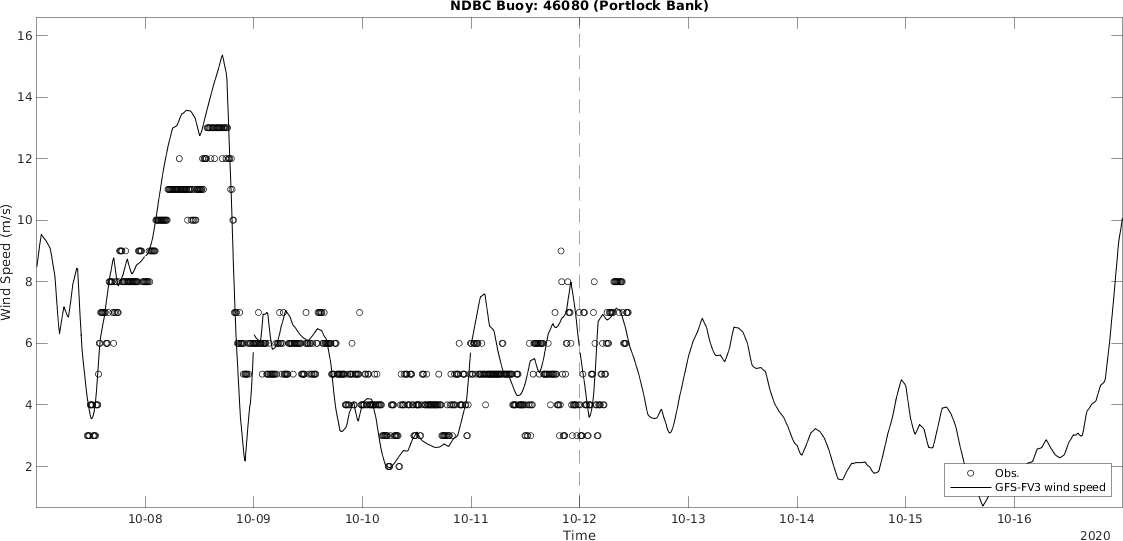 NDBC Buoy: 46080 (Portlock Bank)
16
14
12
10
8
6
4
2
Wind Speed (m/s)
Obs.
GFS-FV3 wind speed
10-08 10-09 10-10 10-11 10-12 10-13 10-14 10-15 10-16
Time
2020